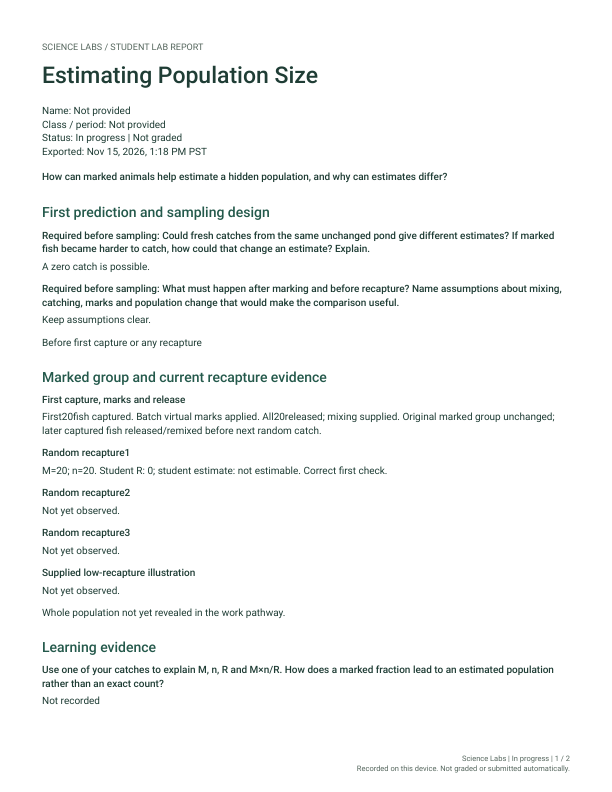 SCIENCE LABS / STUDENT LAB REPORT
Estimating Population Size
Name: Not provided
Class / period: Not provided
Status: In progress | Not graded
Exported: Nov 15, 2026, 1:18 PM PST
How can marked animals help estimate a hidden population, and why can estimates differ?
First prediction and sampling design
Required before sampling: Could fresh catches from the same unchanged pond give different estimates? If marked
fish became harder to catch, how could that change an estimate? Explain.
A zero catch is possible.
Required before sampling: What must happen after marking and before recapture? Name assumptions about mixing,
catching, marks and population change that would make the comparison useful.
Keep assumptions clear.
Before first capture or any recapture
Marked group and current recapture evidence
First capture, marks and release
First20fish captured. Batch virtual marks applied. All20released; mixing supplied. Original marked group unchanged;
later captured fish released/remixed before next random catch.
Random recapture1
M=20; n=20. Student R: 0; student estimate: not estimable. Correct first check.
Random recapture2
Not yet observed.
Random recapture3
Not yet observed.
Supplied low-recapture illustration
Not yet observed.
Whole population not yet revealed in the work pathway.
Learning evidence
Use one of your catches to explain M, n, R and M×n/R. How does a marked fraction lead to an estimated population
rather than an exact count?
Not recorded
Science Labs | In progress | 1 / 2
Recorded on this device. Not graded or submitted automatically.